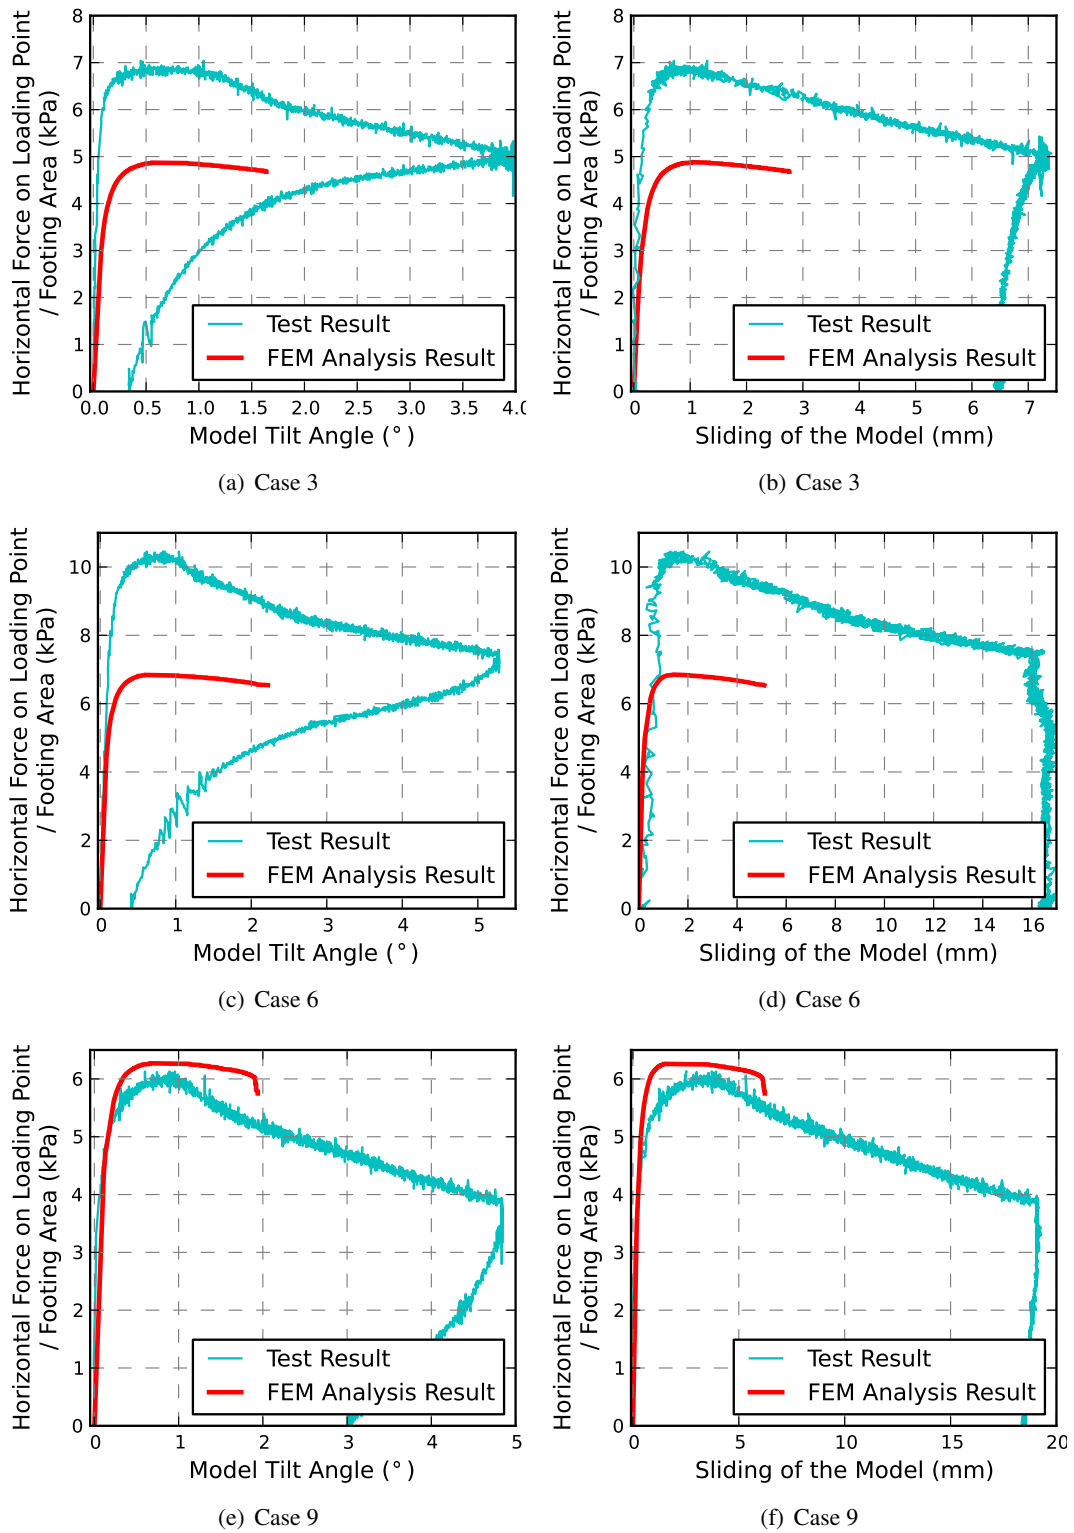 Horizontal Force on Loading Point
/ Footing Area (kPa)
8
7
6
5
4
3
2
1
0
0.0 0.5 1.0 1.5 2.0 2.5 3.0 3.5 4.0
Test Result
FEM Analysis Result
Model Tilt Angle (°)
(a) Case 3
Horizontal Force on Loading Point
/ Footing Area (kPa)
8
7
6
5
4
3
2
1
0
0 1 2 3 4 5 6 7
Test Result
FEM Analysis Result
Sliding of the Model (mm)
(b) Case 3
Horizontal Force on Loading Point
/ Footing Area (kPa)
10
8
6
4
2
0
0 1 2 3 4 5
Test Result
FEM Analysis Result
Model Tilt Angle (°)
(c) Case 6
Horizontal Force on Loading Point
/ Footing Area (kPa)
10
8
6
4
2
0
0 2 4 6 8 10 12 14 16
Test Result
FEM Analysis Result
Sliding of the Model (mm)
(d) Case 6
Horizontal Force on Loading Point
/ Footing Area (kPa)
6
5
4
3
2
1
0
0 1 2 3 4 5
Test Result
FEM Analysis Result
Model Tilt Angle (°)
(e) Case 9
Horizontal Force on Loading Point
/ Footing Area (kPa)
6
5
4
3
2
1
0
0 5 10 15 20
Test Result
FEM Analysis Result
Sliding of the Model (mm)
(f) Case 9